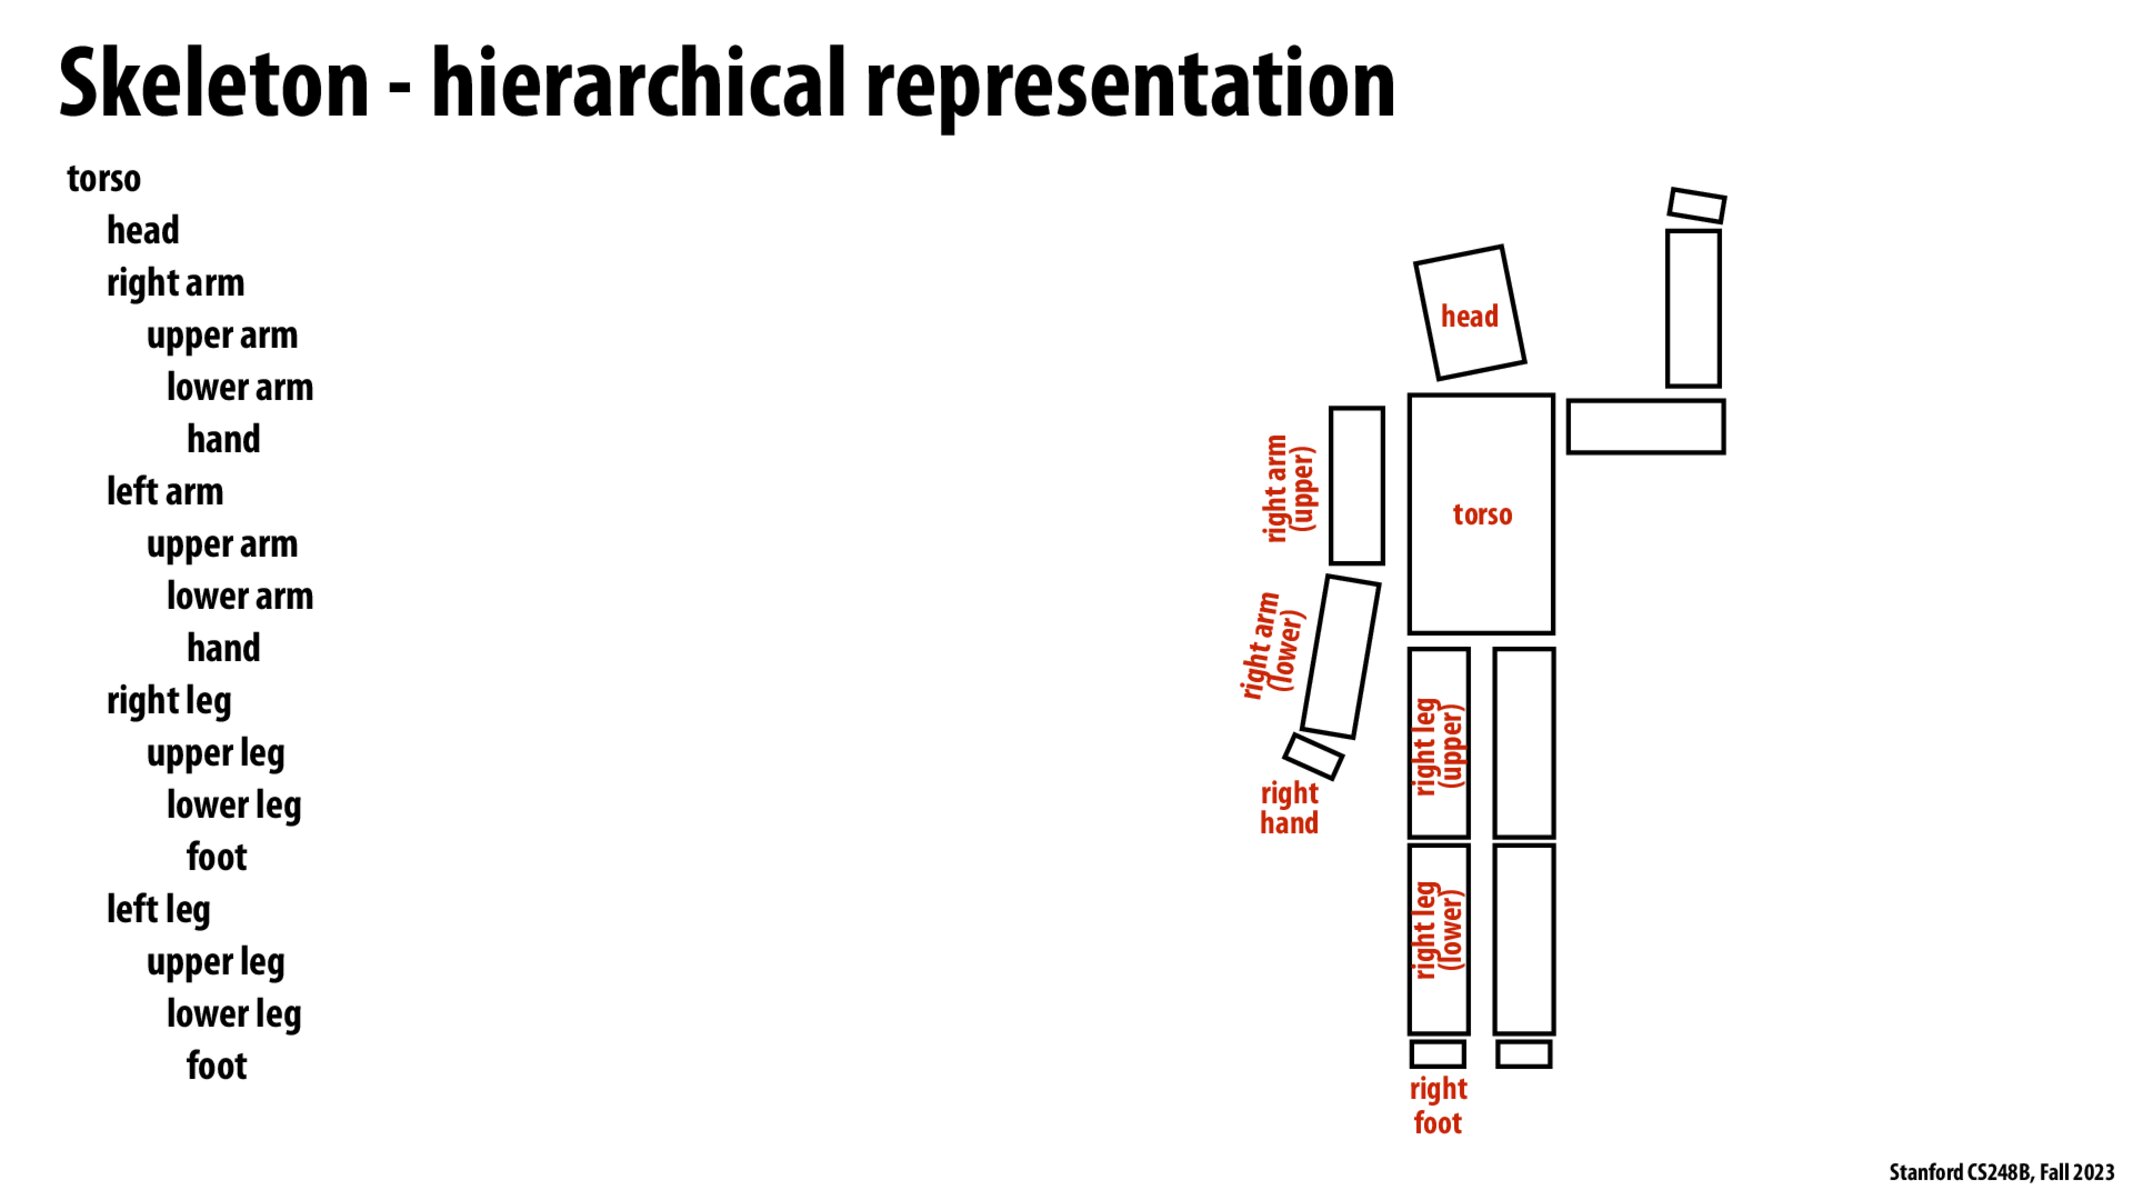 Skeleton - hierarchical representation
torso
head
right arm
upper arm
lower arm
hand
left arm
upper arm
lower arm
hand
right leg
upper leg
lower leg
foot
left leg
upper leg
lower leg
foot
head
torso
right arm
(upper)
right arm
(lower)
right
hand
right leg
(upper)
right leg
(lower)
right
foot
Stanford CS248B, Fall 2023